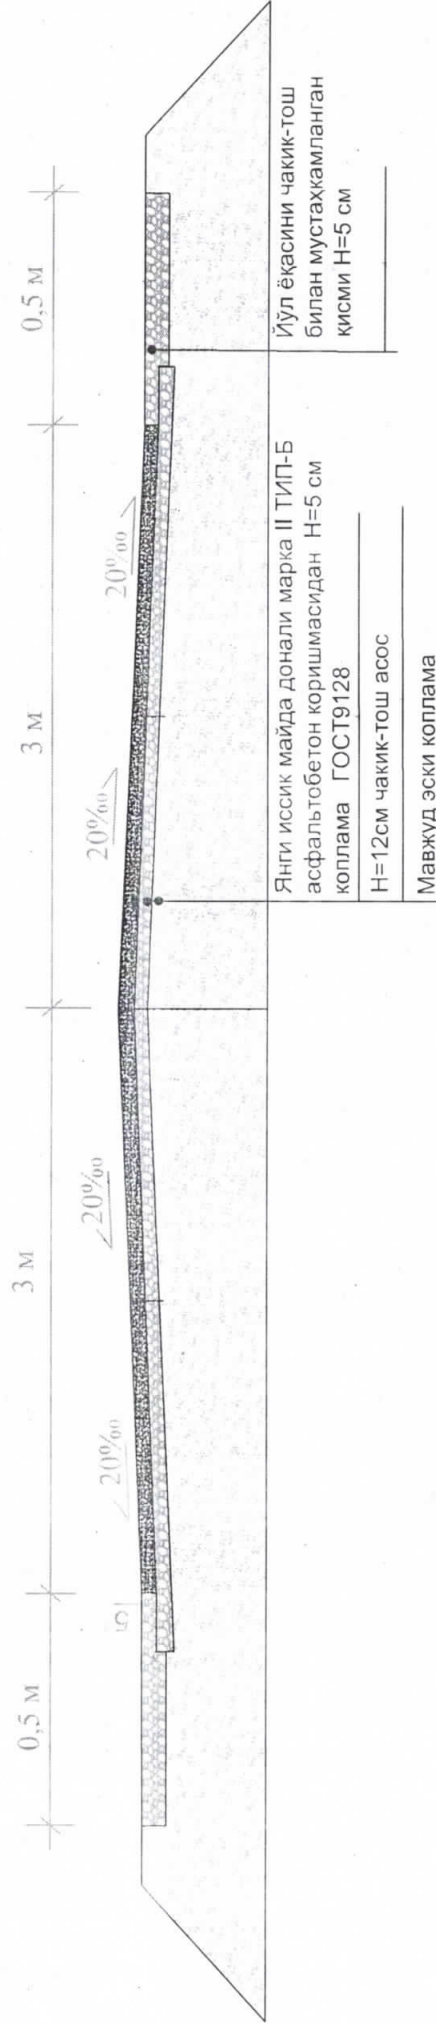 0,5 м
3 м
3 м
0,5 м
5
20‰
20‰
20‰
20‰
Янги иссик майда донали марка II ТИП-Б
асфальтобетон коришмасидан H=5 см
коплама ГОСТ9128
H=12см чакик-тош асос
Мавжуд эски коплама
Йўл ёқасини чакик-тош
билан мустаҳкамланган
қисми H=5 см